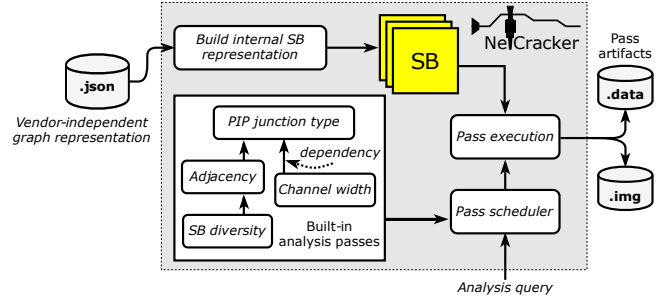 Build internal SB
representation
SB
NetCracker
Pass
artifacts
.json
.data
Vendor-independent
graph representation
PIP junction type
dependency
Pass execution
Adjacency
Channel width
.img
SB diversity
Built-in
analysis passes
Pass scheduler
Analysis query